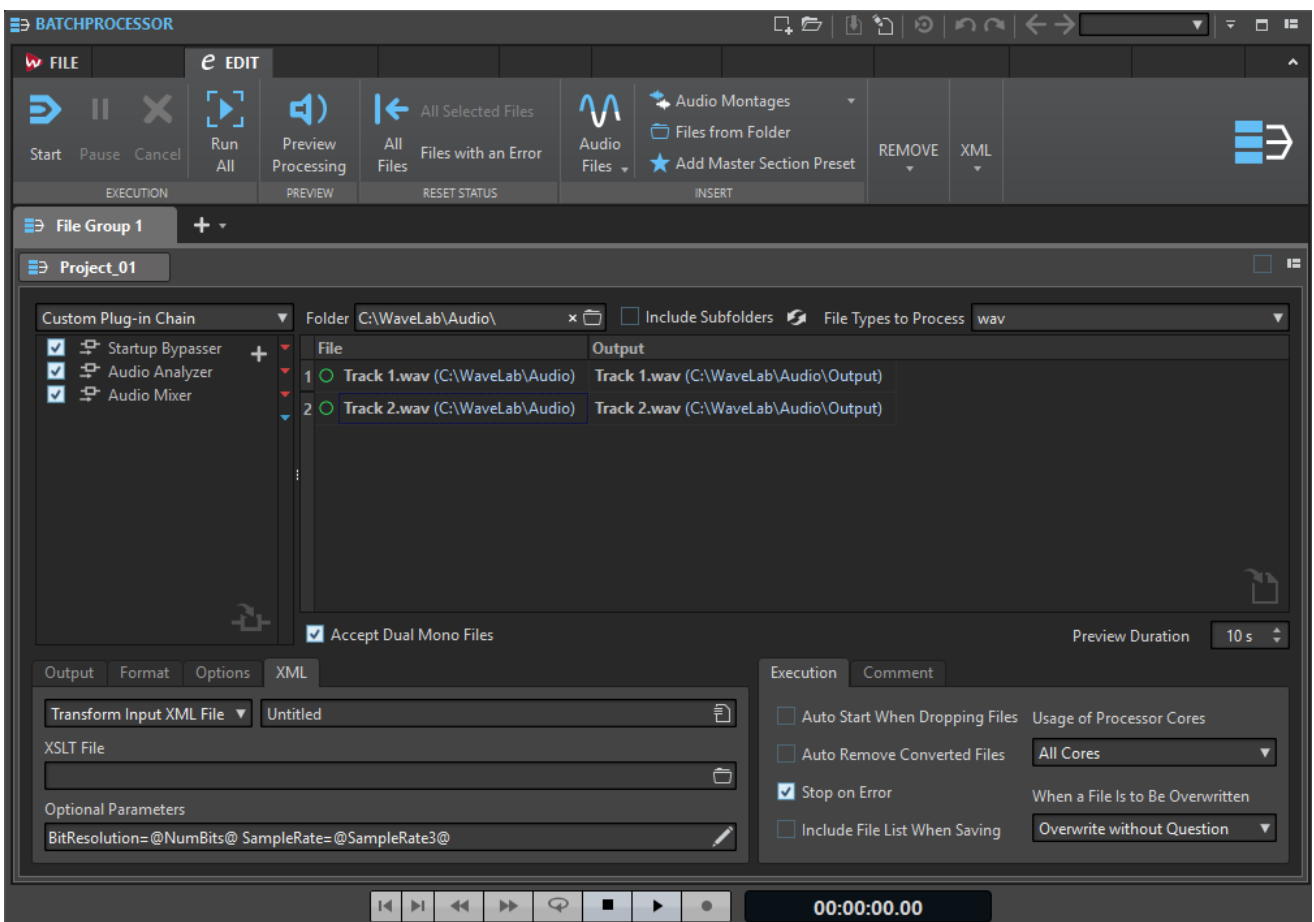 BATCHPROCESSOR
FILE
EDIT
Start
Pause
Cancel
Run All
EXECUTION
Preview Processing
PREVIEW
All Files
All Selected Files
Files with an Error
RESET STATUS
Audio Files
Audio Montages
Files from Folder
Add Master Section Preset
INSERT
REMOVE
XML
File Group 1
Project_01
Custom Plug-in Chain
Folder C:\WaveLab\Audio\
Include Subfolders
File Types to Process wav
Startup Bypasser
Audio Analyzer
Audio Mixer
File Output
1 Track 1.wav (C:\WaveLab\Audio) Track 1.wav (C:\WaveLab\Audio\Output)
2 Track 2.wav (C:\WaveLab\Audio) Track 2.wav (C:\WaveLab\Audio\Output)
Accept Dual Mono Files
Preview Duration 10 s
Output Format Options XML
Transform Input XML File Untitled
XSLT File
Optional Parameters
BitResolution=@NumBits@ SampleRate=@SampleRate3@
Execution Comment
Auto Start When Dropping Files
Auto Remove Converted Files
Stop on Error
Include File List When Saving
Usage of Processor Cores
All Cores
When a File Is to Be Overwritten
Overwrite without Question
00:00:00.00